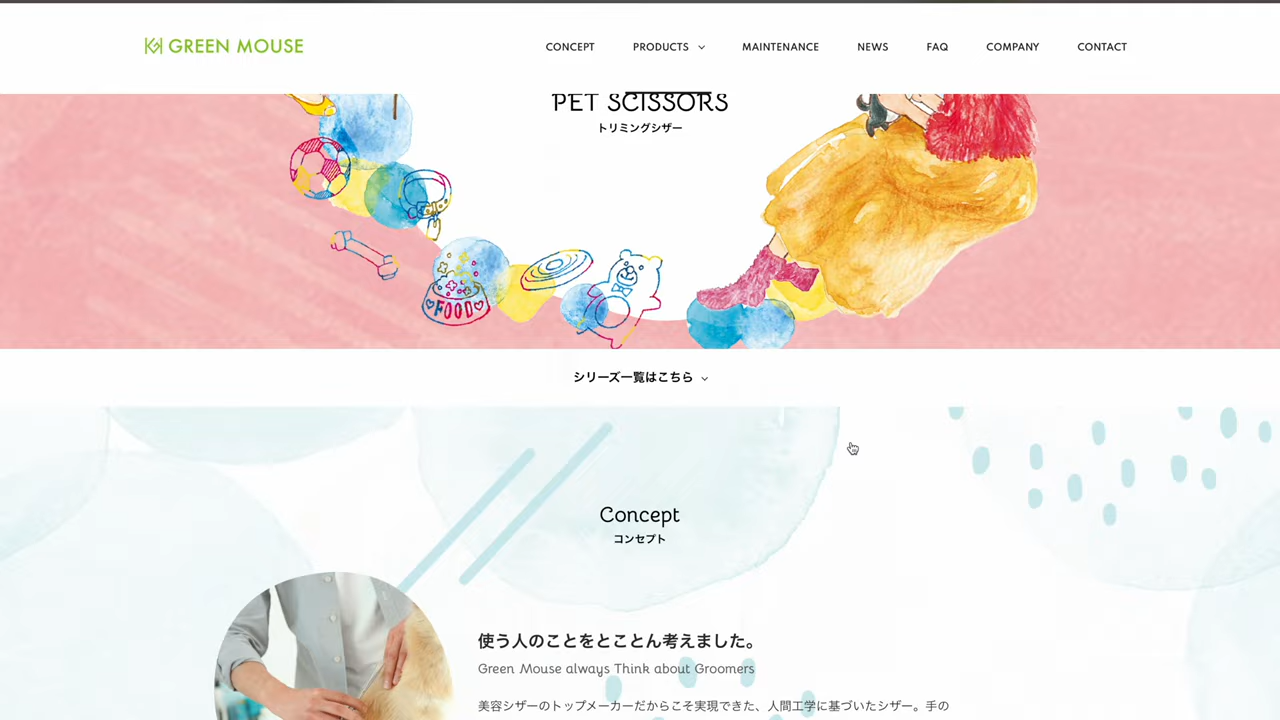 GREEN MOUSE
CONCEPT
PRODUCTS
MAINTENANCE
NEWS
FAQ
COMPANY
CONTACT
PET SCISSORS
トリミングシザー
FOOD
シリーズ一覧はこちら
Concept
コンセプト
使う人のことをとことん考えました。
Green Mouse always Think about Groomers
美容シザーのトップメーカーだからこそ実現できた、人間工学に基づいたシザー。手の